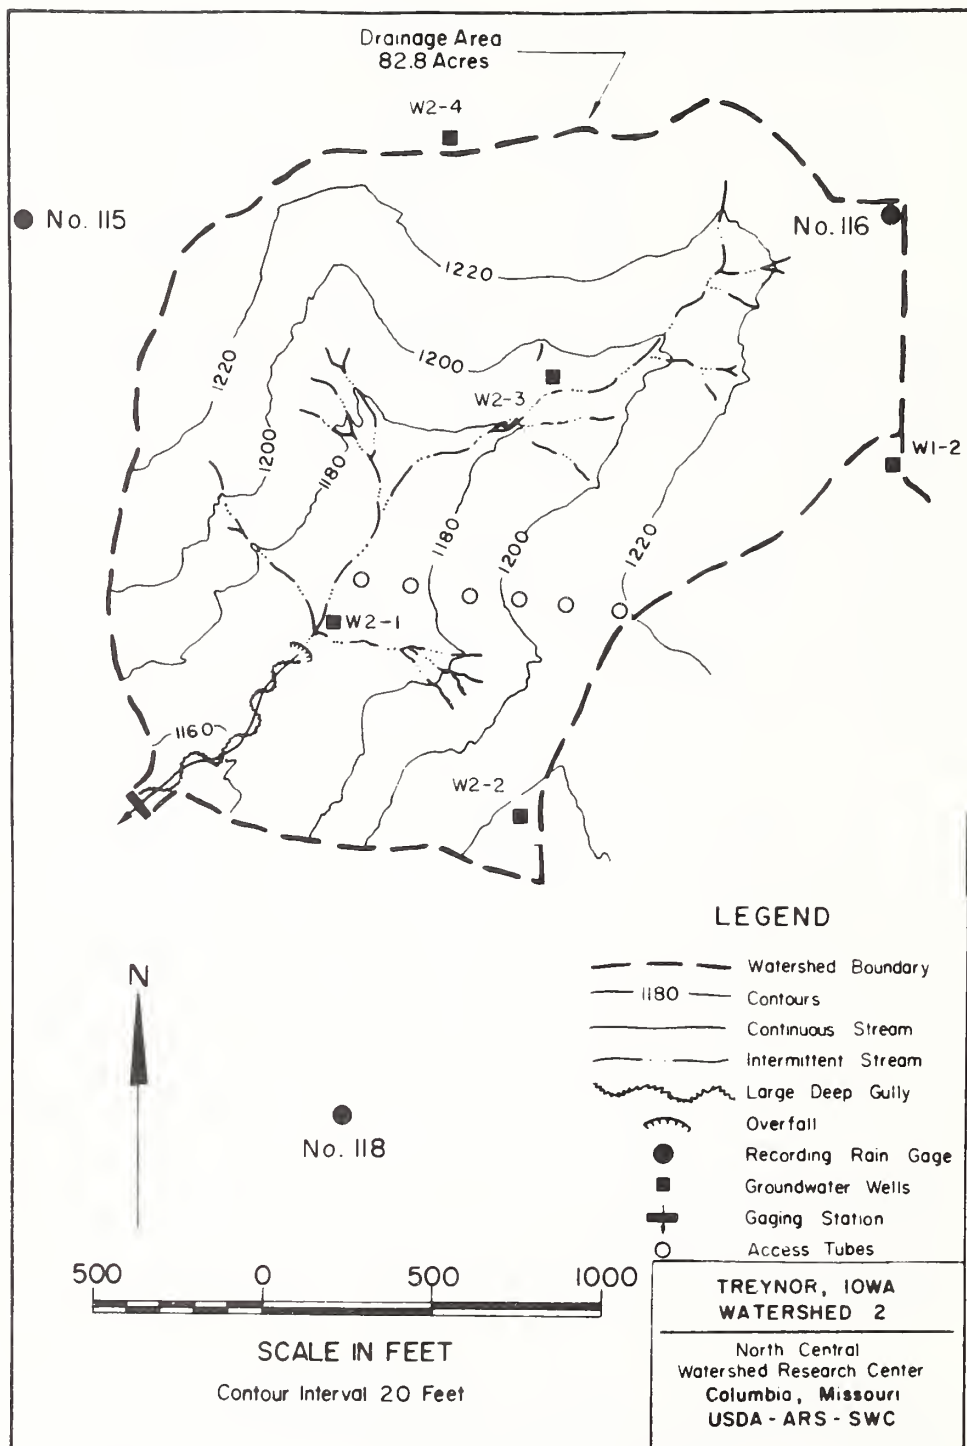 Drainage Area
82.8 Acres
W2-4
No. 115
No. 116
1220
1220
1200
W2-3
1200
1180
W1-2
1180
1200
1220
W2-1
1160
W2-2
LEGEND
Watershed Boundary
1180
Contours
Continuous Stream
Intermittent Stream
Large Deep Gully
Overfall
Recording Rain Gage
Groundwater Wells
Gaging Station
Access Tubes
N
No. 118
500 0 500 1000
SCALE IN FEET
Contour Interval 20 Feet
TREYNOR, IOWA
WATERSHED 2
North Central
Watershed Research Center
Columbia, Missouri
USDA - ARS - SWC